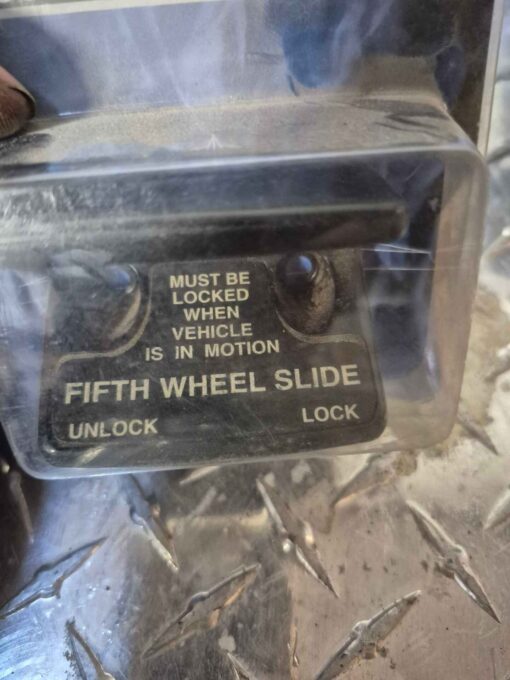 MUST BE
LOCKED
WHEN
VEHICLE
IS IN MOTION
FIFTH WHEEL SLIDE
UNLOCK LOCK